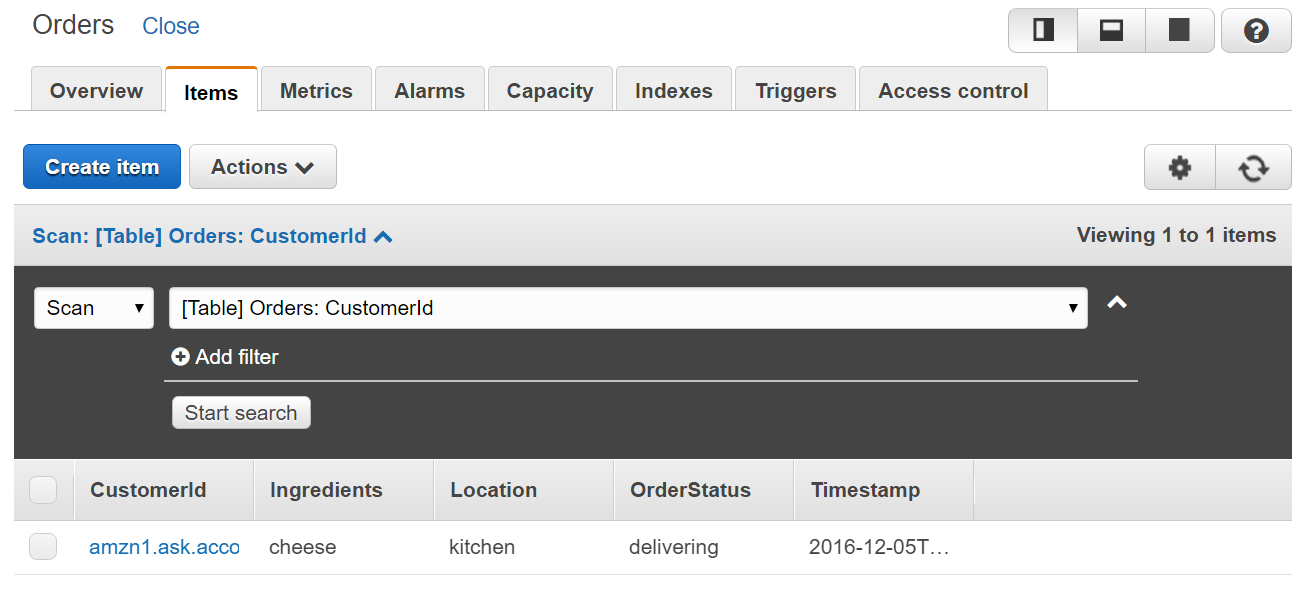 Orders Close
Overview Items Metrics Alarms Capacity Indexes Triggers Access control
Create item Actions
Scan: [Table] Orders: CustomerId Viewing 1 to 1 items
Scan [Table] Orders: CustomerId
Add filter
Start search
CustomerId Ingredients Location OrderStatus Timestamp
amzn1.ask.acco cheese kitchen delivering 2016-12-05T…